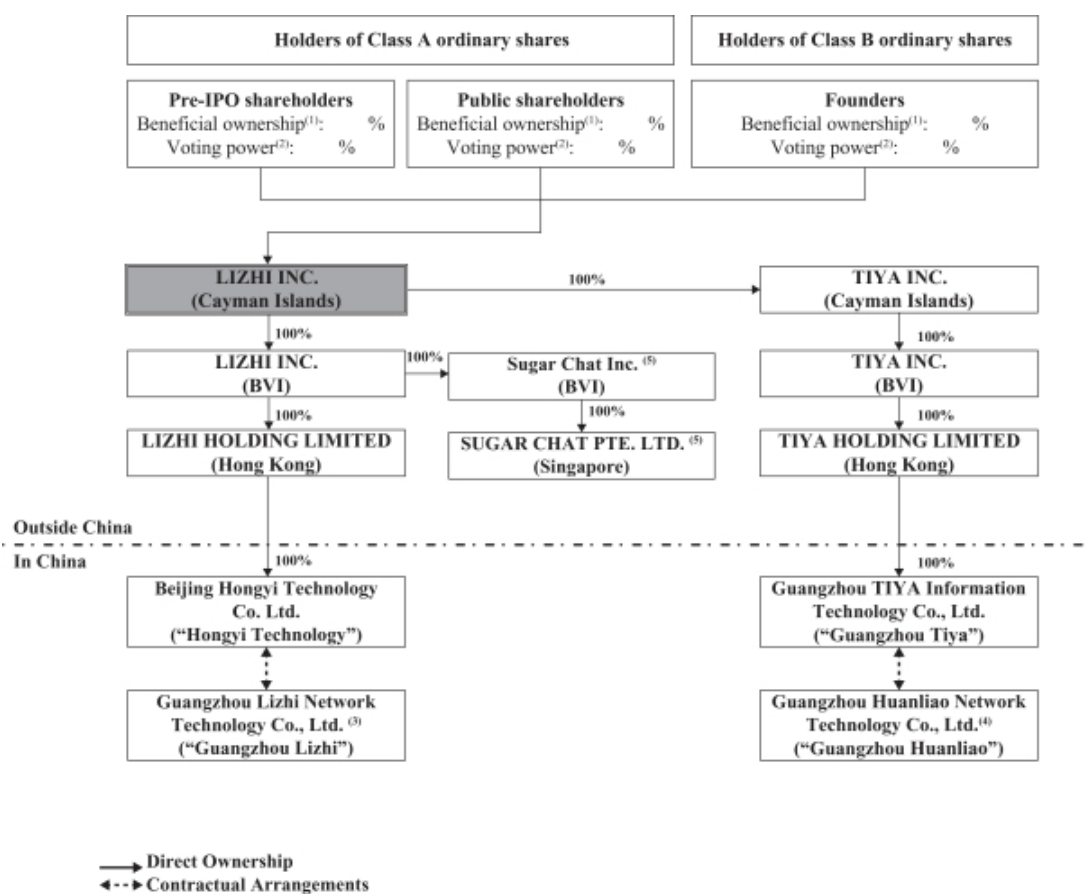 Holders of Class A ordinary shares
Holders of Class B ordinary shares
Pre-IPO shareholders
Beneficial ownership(1): %
Voting power(2): %
Public shareholders
Beneficial ownership(1): %
Voting power(2): %
Founders
Beneficial ownership(1): %
Voting power(2): %
LIZHI INC.
(Cayman Islands)
100%
TIYA INC.
(Cayman Islands)
100%
100%
LIZHI INC.
(BVI)
100%
Sugar Chat Inc. (5)
(BVI)
TIYA INC.
(BVI)
100%
100%
100%
LIZHI HOLDING LIMITED
(Hong Kong)
SUGAR CHAT PTE. LTD. (5)
(Singapore)
TIYA HOLDING LIMITED
(Hong Kong)
Outside China
In China
100%
100%
Beijing Hongyi Technology
Co. Ltd.
(“Hongyi Technology”)
Guangzhou TIYA Information
Technology Co., Ltd.
(“Guangzhou Tiya”)
Guangzhou Lizhi Network
Technology Co., Ltd. (3)
(“Guangzhou Lizhi”)
Guangzhou Huanliao Network
Technology Co., Ltd.(4)
(“Guangzhou Huanliao”)
Direct Ownership
Contractual Arrangements